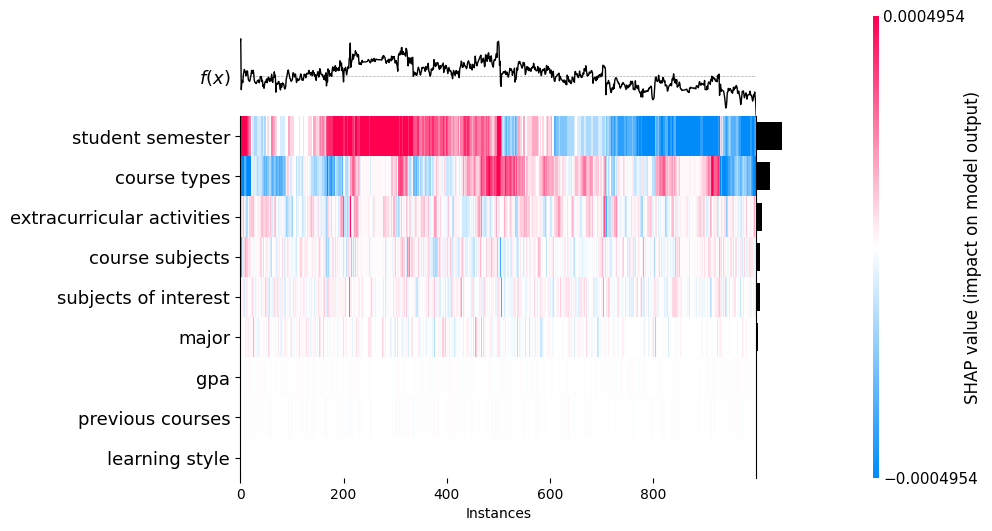 0.0004954
f(x)
student semester
course types
extracurricular activities
course subjects
subjects of interest
major
gpa
previous courses
learning style
SHAP value (impact on model output)
−0.0004954
0 200 400 600 800
Instances